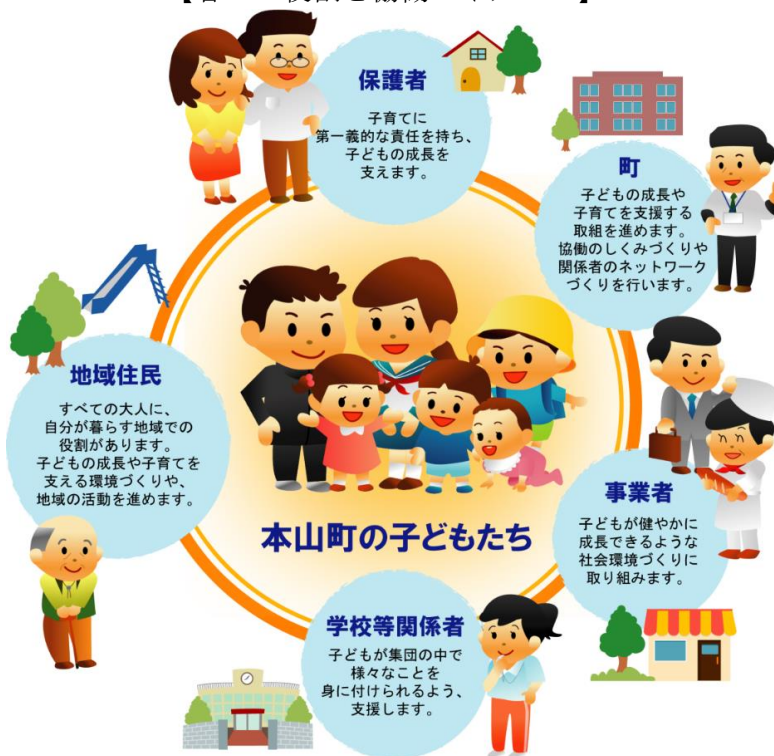 保護者
子育てに
第一義的な責任を持ち、
子どもの成長を
支えます。
町
子どもの成長や
子育てを支援する
取組を進めます。
協働のしくみづくりや
関係者のネットワーク
づくりを行います。
地域住民
すべての大人に、
自分が暮らす地域での
役割があります。
子どもの成長や子育てを
支える環境づくりや、
地域の活動を進めます。
事業者
子どもが健やかに
成長できるような
社会環境づくりに
取り組みます。
本山町の子どもたち
学校等関係者
子どもが集団の中で
様々なことを
身に付けられるよう、
支援します。